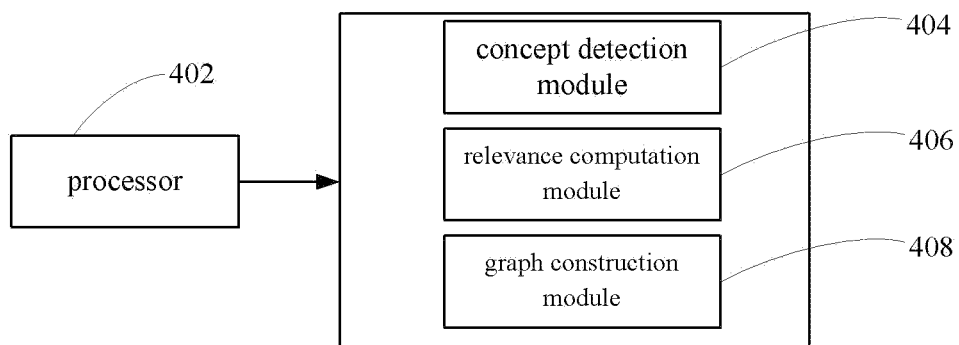 402
processor
concept detection
module
404
relevance computation
module
406
graph construction
module
408